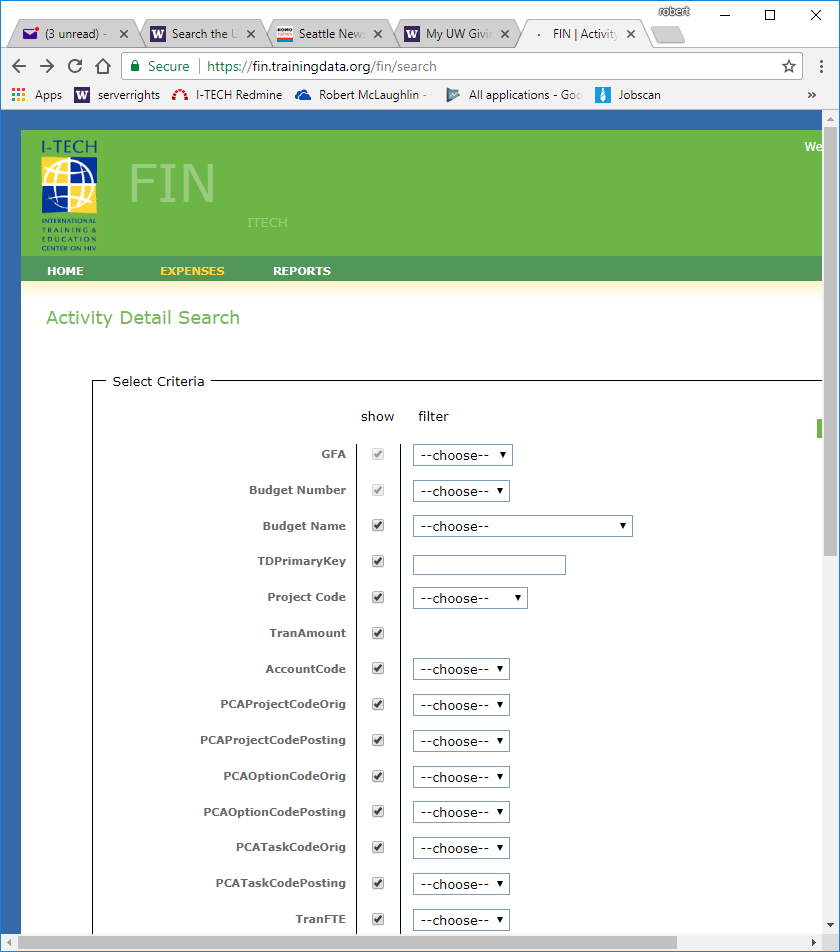 robert
(3 unread) -
Search the U
Seattle New
My UW Givi
FIN | Activity
Secure
https://fin.trainingdata.org/fin/search
Apps
W
serverrights
I-TECH Redmine
Robert McLaughlin -
All applications - Goo
Jobscan
»
I-TECH
INTERNATIONAL
TRAINING &
EDUCATION
CENTER ON HIV
FIN
ITECH
We
HOME EXPENSES REPORTS
Activity Detail Search
Select Criteria
show filter
GFA --choose--
Budget Number --choose--
Budget Name --choose--
TDPrimaryKey
Project Code --choose--
TranAmount
AccountCode --choose--
PCAProjectCodeOrig --choose--
PCAProjectCodePosting --choose--
PCAOptionCodeOrig --choose--
PCAOptionCodePosting --choose--
PCATaskCodeOrig --choose--
PCATaskCodePosting --choose--
TranFTE --choose--